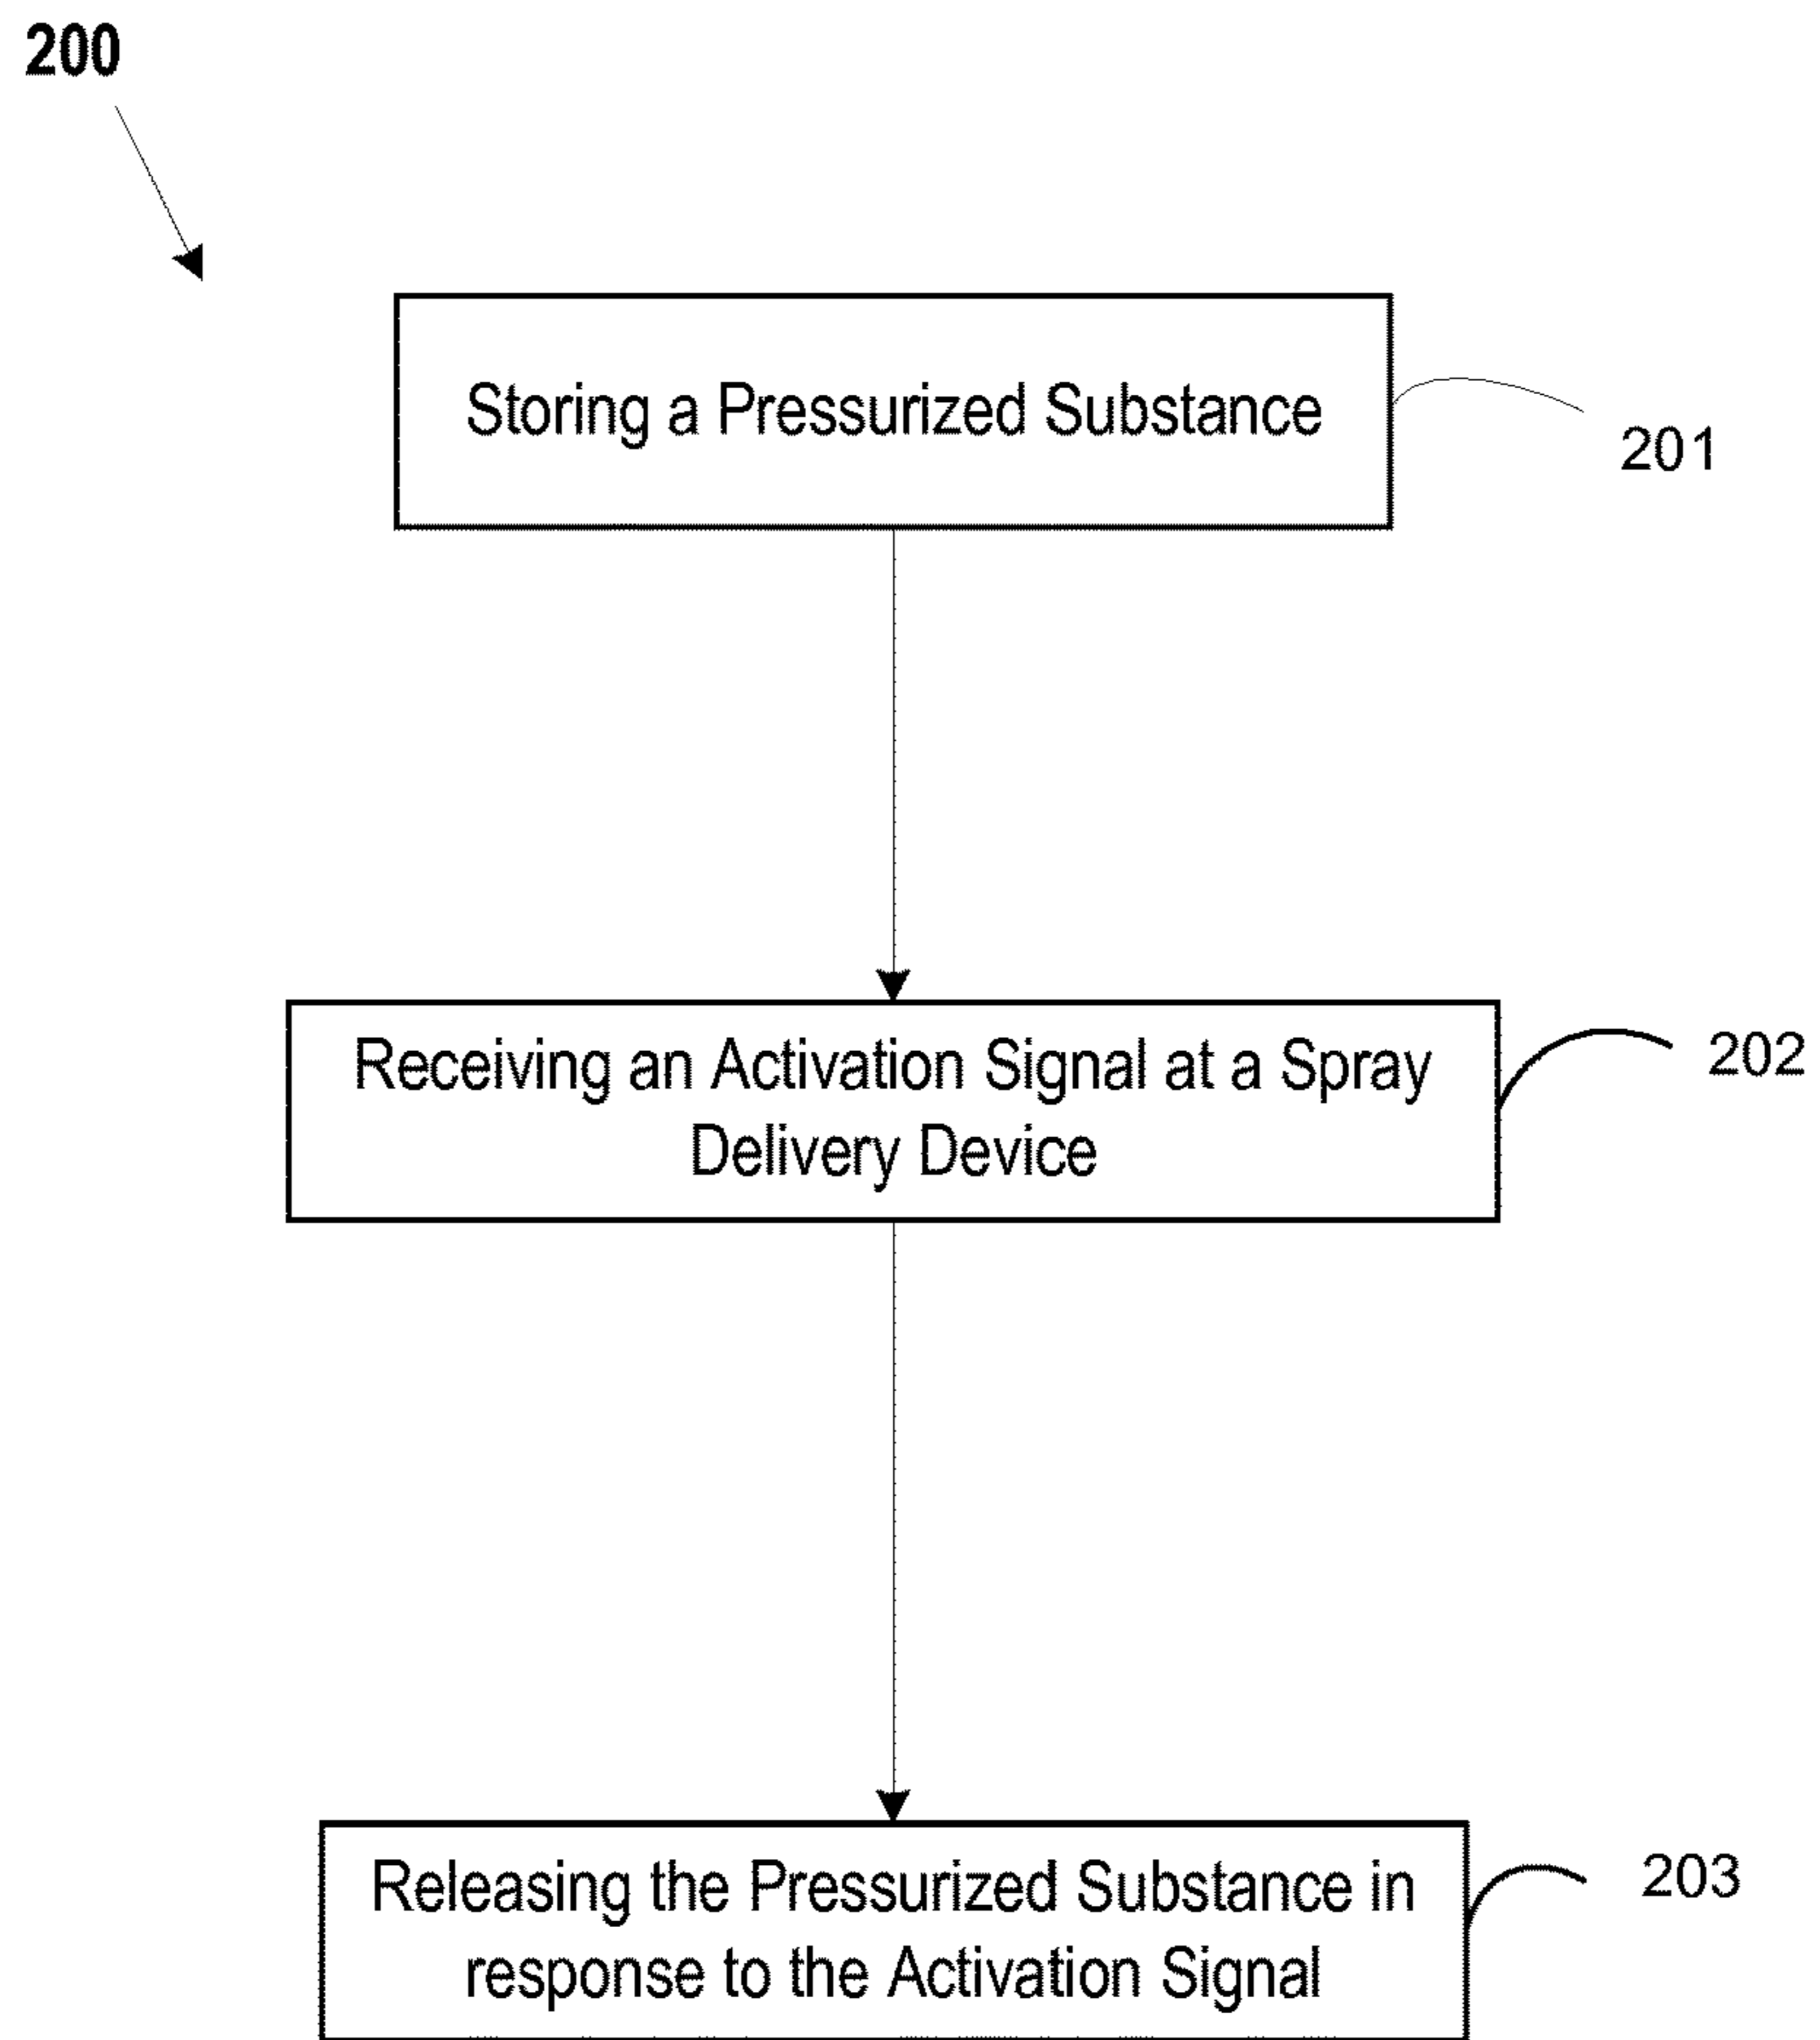 200
Storing a Pressurized Substance
201
Receiving an Activation Signal at a Spray
Delivery Device
202
Releasing the Pressurized Substance in
response to the Activation Signal
203